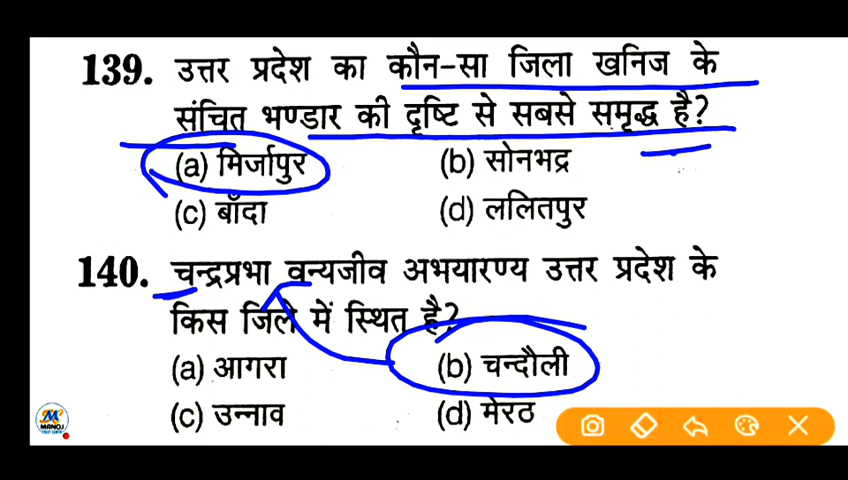 139. उत्तर प्रदेश का कौन-सा जिला खनिज के
संचित भण्डार की दृष्टि से सबसे समृद्ध है?
(a) मिर्जापुर (b) सोनभद्र
(c) बाँदा (d) ललितपुर
140. चन्द्रप्रभा वन्यजीव अभयारण्य उत्तर प्रदेश के
किस जिले में स्थित है?
(a) आगरा (b) चन्दौली
(c) उन्नाव (d) मेरठ
MANOJ